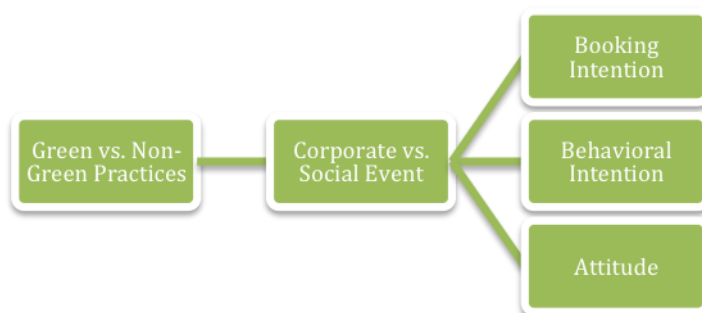 Green vs. Non-
Green Practices
Corporate vs.
Social Event
Booking
Intention
Behavioral
Intention
Attitude